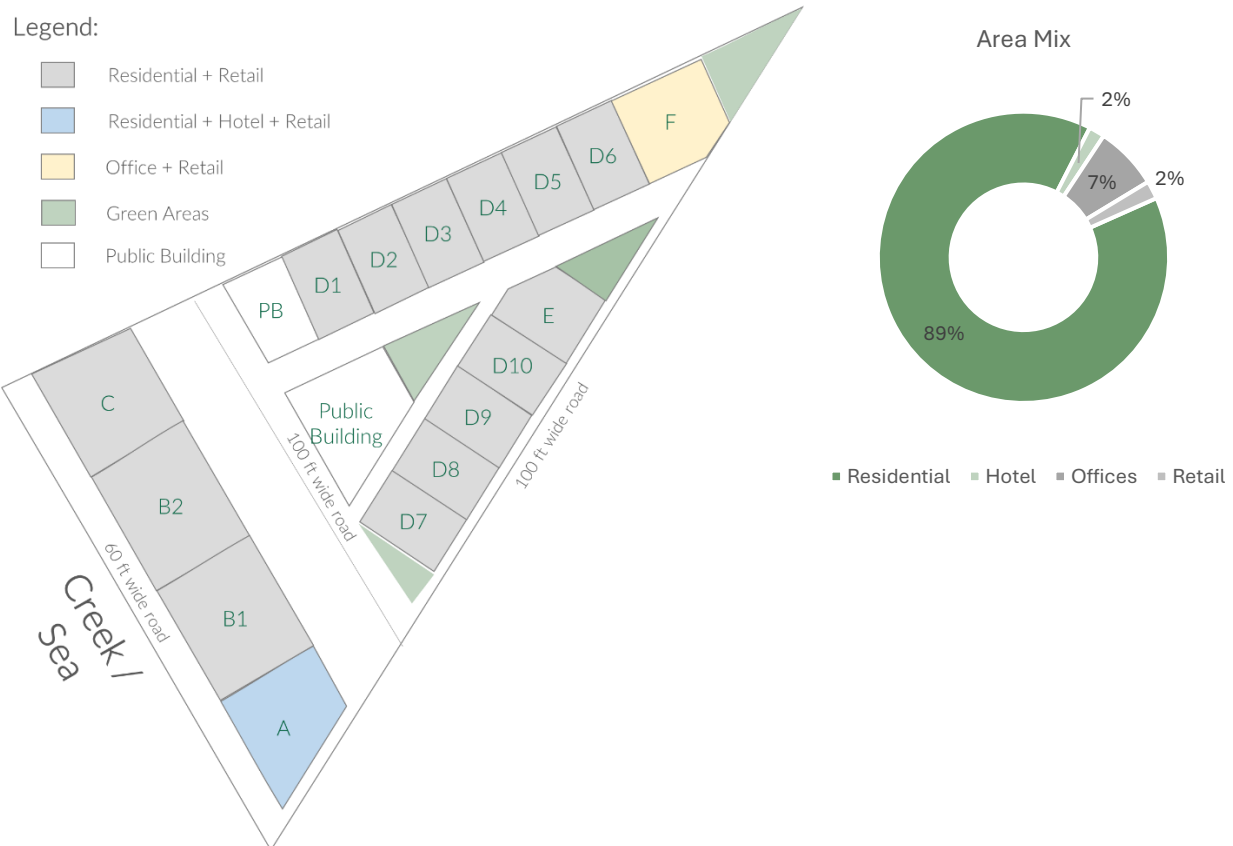 Legend:
Residential + Retail
Residential + Hotel + Retail
Office + Retail
Green Areas
Public Building
F
D6
D5
D4
D3
D2
D1
PB
E
D10
D9
D8
D7
Public
Building
C
B2
B1
A
100 ft wide road
100 ft wide road
60 ft wide road
Creek /
Sea
Area Mix
2%
7%
2%
89%
Residential
Hotel
Offices
Retail